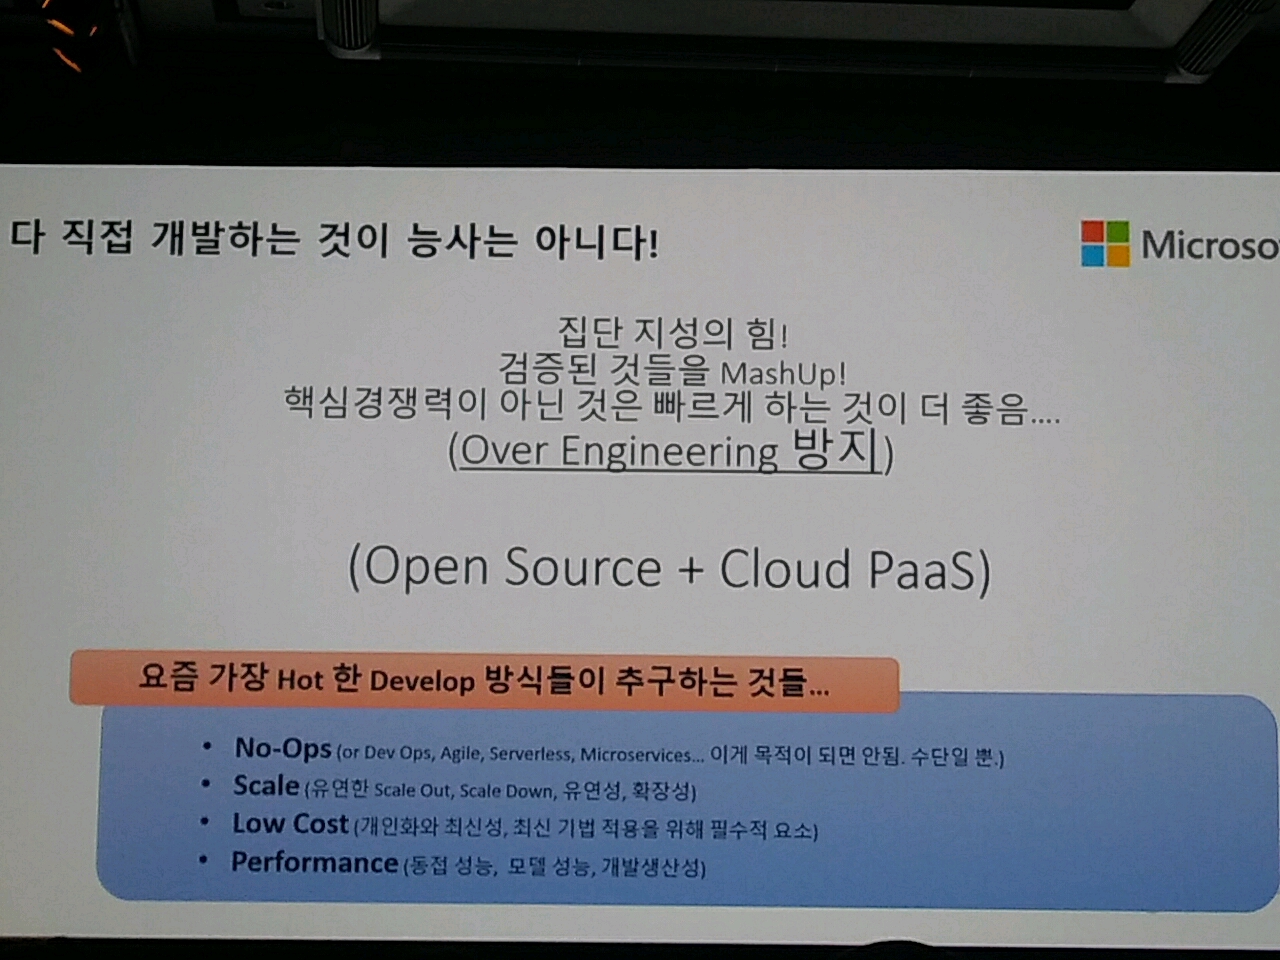 다 직접 개발하는 것이 능사는 아니다!
Microso
집단 지성의 힘!
검증된 것들을 MashUp!
핵심경쟁력이 아닌 것은 빠르게 하는 것이 더 좋음....
(Over Engineering 방지)
(Open Source + Cloud PaaS)
요즘 가장 Hot 한 Develop 방식들이 추구하는 것들...
• No-Ops (or Dev Ops, Agile, Serverless, Microservices... 이게 목적이 되면 안됨. 수단일 뿐.)
• Scale (유연한 Scale Out, Scale Down, 유연성, 확장성)
• Low Cost (개인화와 최신성, 최신 기법 적용을 위해 필수적 요소)
• Performance (동접 성능, 모델 성능, 개발생산성)